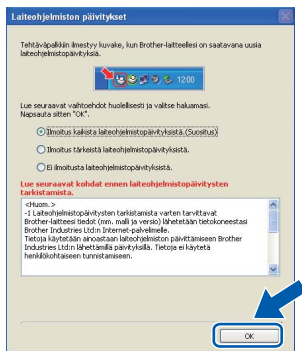 Laiteohjelmiston päivitykset
Tehtäväpalkkiin ilmestyy kuvake, kun Brother-laitteellesi on saatavana uusia
laiteohjelmistopäivityksiä.
12:00
Lue seuraavat vaihtoehdot huolellisesti ja valitse haluamasi.
Napsauta sitten "OK".
Ilmoitus kaikista laiteohjelmistopäivityksistä.(Suositus)
Ilmoitus tärkeistä laiteohjelmistopäivityksistä.
Ei ilmoitusta laiteohjelmistopäivityksistä.
Lue seuraavat kohdat ennen laiteohjelmistopäivitysten
tarkistamista.
<Huom.>
-1 Laiteohjelmistopäivitysten tarkistamista varten tarvittavat
Brother-laitteesi tiedot (mm. malli ja versio) lähetetään tietokoneestasi
Brother Industries Ltd:n Internet-palvelimelle.
Tietoja käytetään ainoastaan laiteohjelmiston päivittämiseen Brother
Industries Ltd:n lähettämillä päivityksillä. Tietoja ei käytetä
henkilökohtaiseen tunnistamiseen.
OK